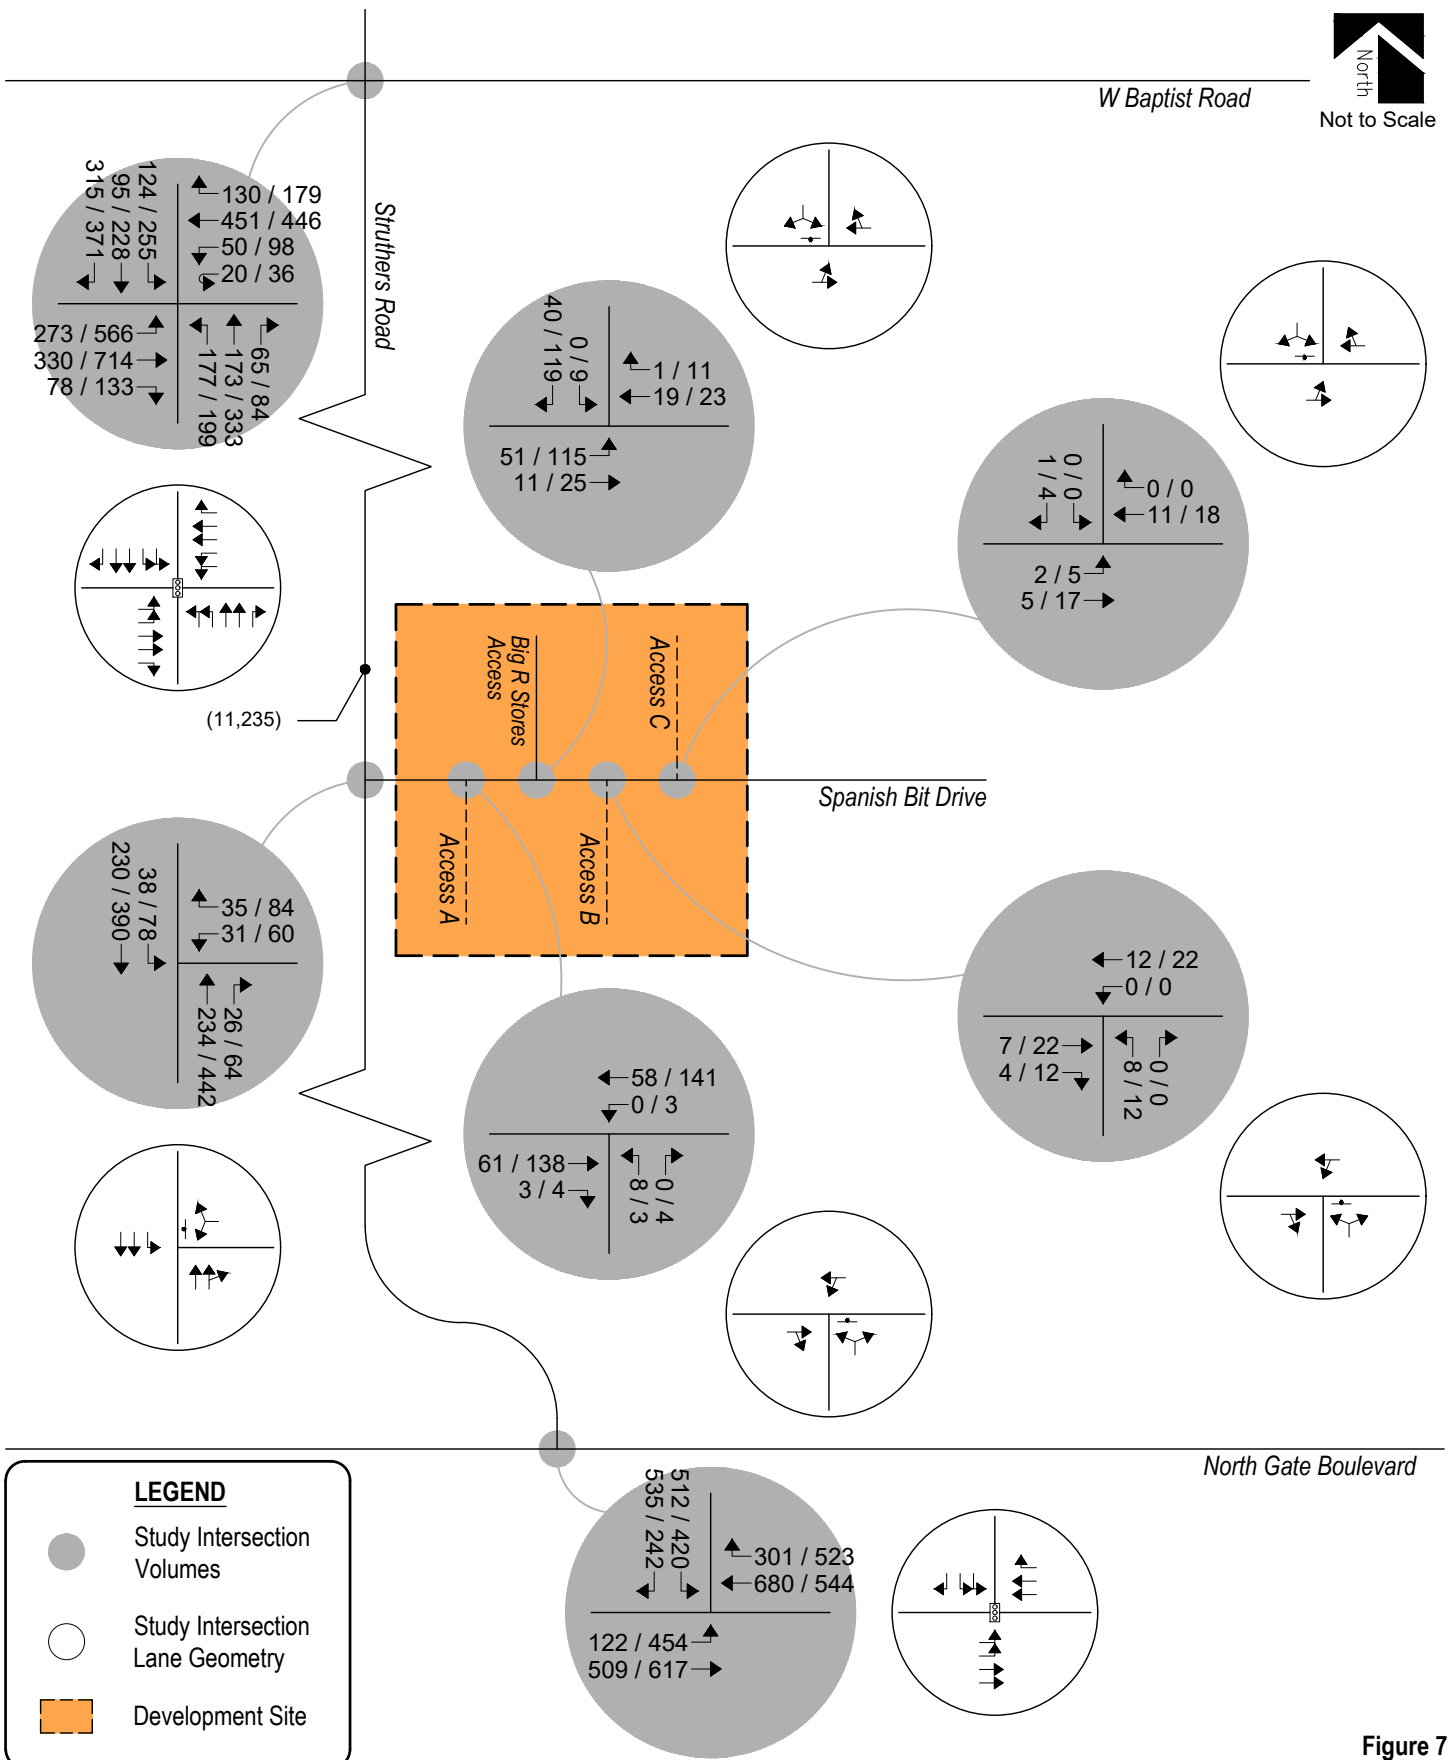 North
Not to Scale
W Baptist Road
Struthers Road
124 / 255
95 / 228
315 / 371
130 / 179
451 / 446
50 / 98
20 / 36
273 / 566
330 / 714
78 / 133
65 / 84
173 / 333
177 / 199
0 / 9
40 / 119
1 / 11
19 / 23
51 / 115
11 / 25
0 / 0
1 / 4
0 / 0
11 / 18
2 / 5
5 / 17
Big R Stores
Access
Access C
(11,235)
Spanish Bit Drive
Access A
Access B
38 / 78
230 / 390
35 / 84
31 / 60
26 / 64
234 / 442
12 / 22
0 / 0
7 / 22
4 / 12
0 / 0
8 / 12
58 / 141
0 / 3
61 / 138
3 / 4
0 / 4
8 / 3
North Gate Boulevard
512 / 420
535 / 242
301 / 523
680 / 544
122 / 454
509 / 617
LEGEND
Study Intersection
Volumes
Study Intersection
Lane Geometry
Development Site
Figure 7